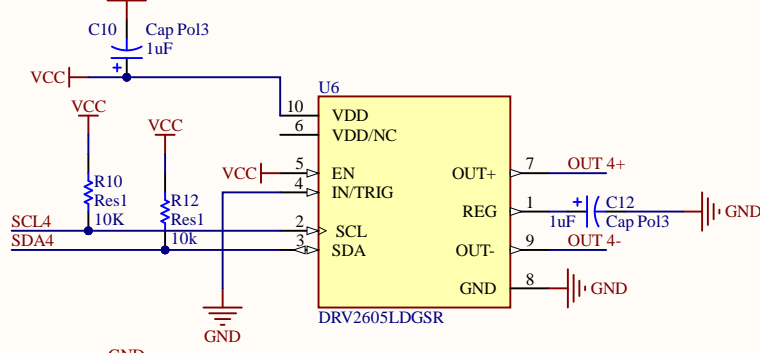 C10
Cap Pol3
1uF
VCC
U6
VCC
VCC
10
VDD
6
VDD/NC
VCC
5
EN
4
IN/TRIG
OUT+
7
OUT 4+
R10
Res1
10K
R12
Res1
10k
REG
1
1uF
C12
Cap Pol3
GND
SCL4
2
SCL
SDA4
3
SDA
OUT-
9
OUT 4-
GND
8
GND
GND
DRV2605LDGSR
GND